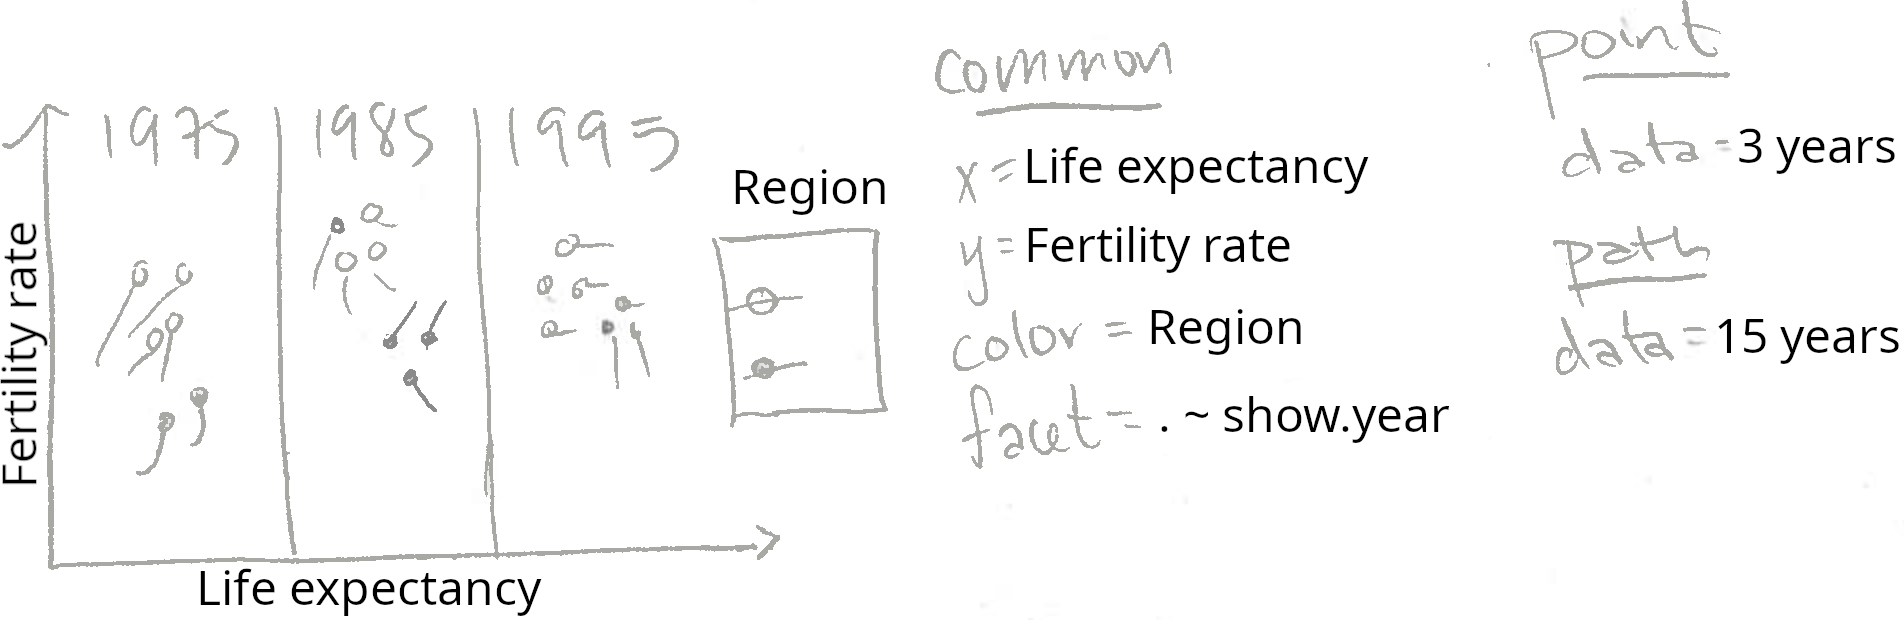 1975 1985 1995
Region
Fertility rate
Life expectancy
common
x = Life expectancy
y = Fertility rate
color = Region
facet = . ~ show.year
point
data = 3 years
path
data = 15 years